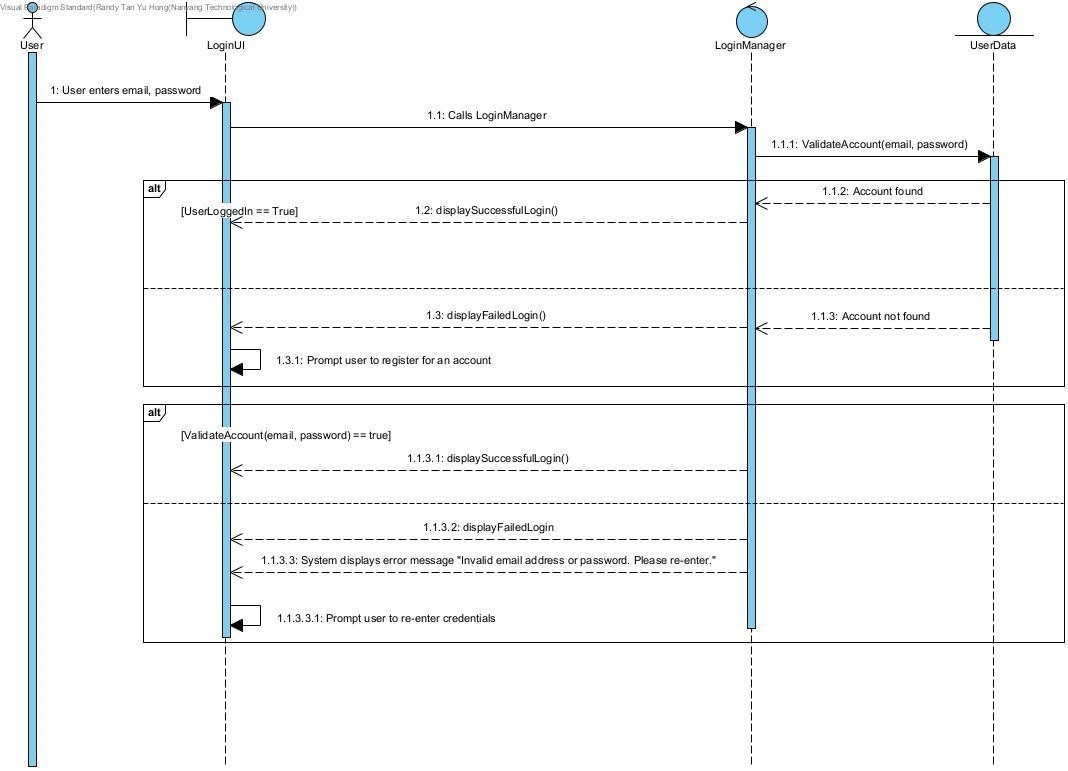 Visual Paradigm Standard(Randy Tan Yu Hong(Nanyang Technological University))
User
LoginUI
LoginManager
UserData
1: User enters email, password
1.1: Calls LoginManager
1.1.1: ValidateAccount(email, password)
alt
1.1.2: Account found
[UserLoggedIn == True]
1.2: displaySuccessfulLogin()
1.3: displayFailedLogin()
1.1.3: Account not found
1.3.1: Prompt user to register for an account
alt
[ValidateAccount(email, password) == true]
1.1.3.1: displaySuccessfulLogin()
1.1.3.2: displayFailedLogin
1.1.3.3: System displays error message "Invalid email address or password. Please re-enter."
1.1.3.3.1: Prompt user to re-enter credentials